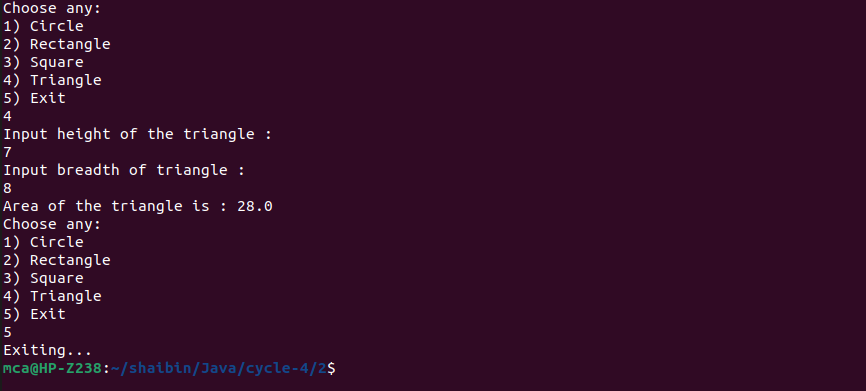 Choose any:
1) Circle
2) Rectangle
3) Square
4) Triangle
5) Exit
4
Input height of the triangle :
7
Input breadth of triangle :
8
Area of the triangle is : 28.0
Choose any:
1) Circle
2) Rectangle
3) Square
4) Triangle
5) Exit
5
Exiting...
mca@HP-Z238:~/shaibin/Java/cycle-4/2$